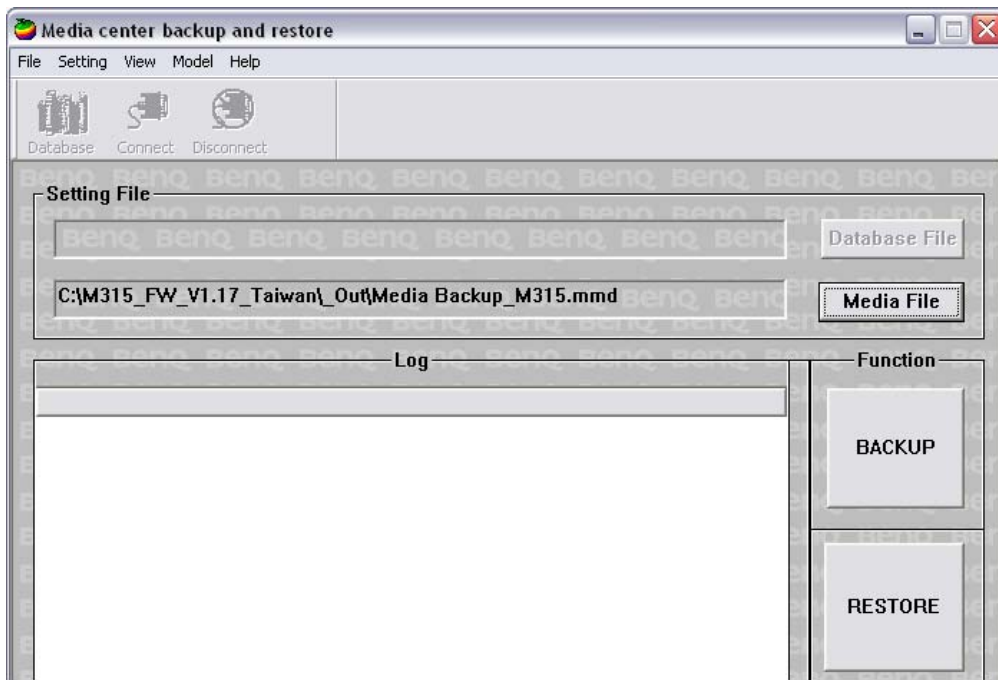 Media center backup and restore
File Setting View Model Help
Database Connect Disconnect
Setting File
Database File
C:\M315_FW_V1.17_Taiwan\_Out\Media Backup_M315.mmd
Media File
Log
Function
BACKUP
RESTORE